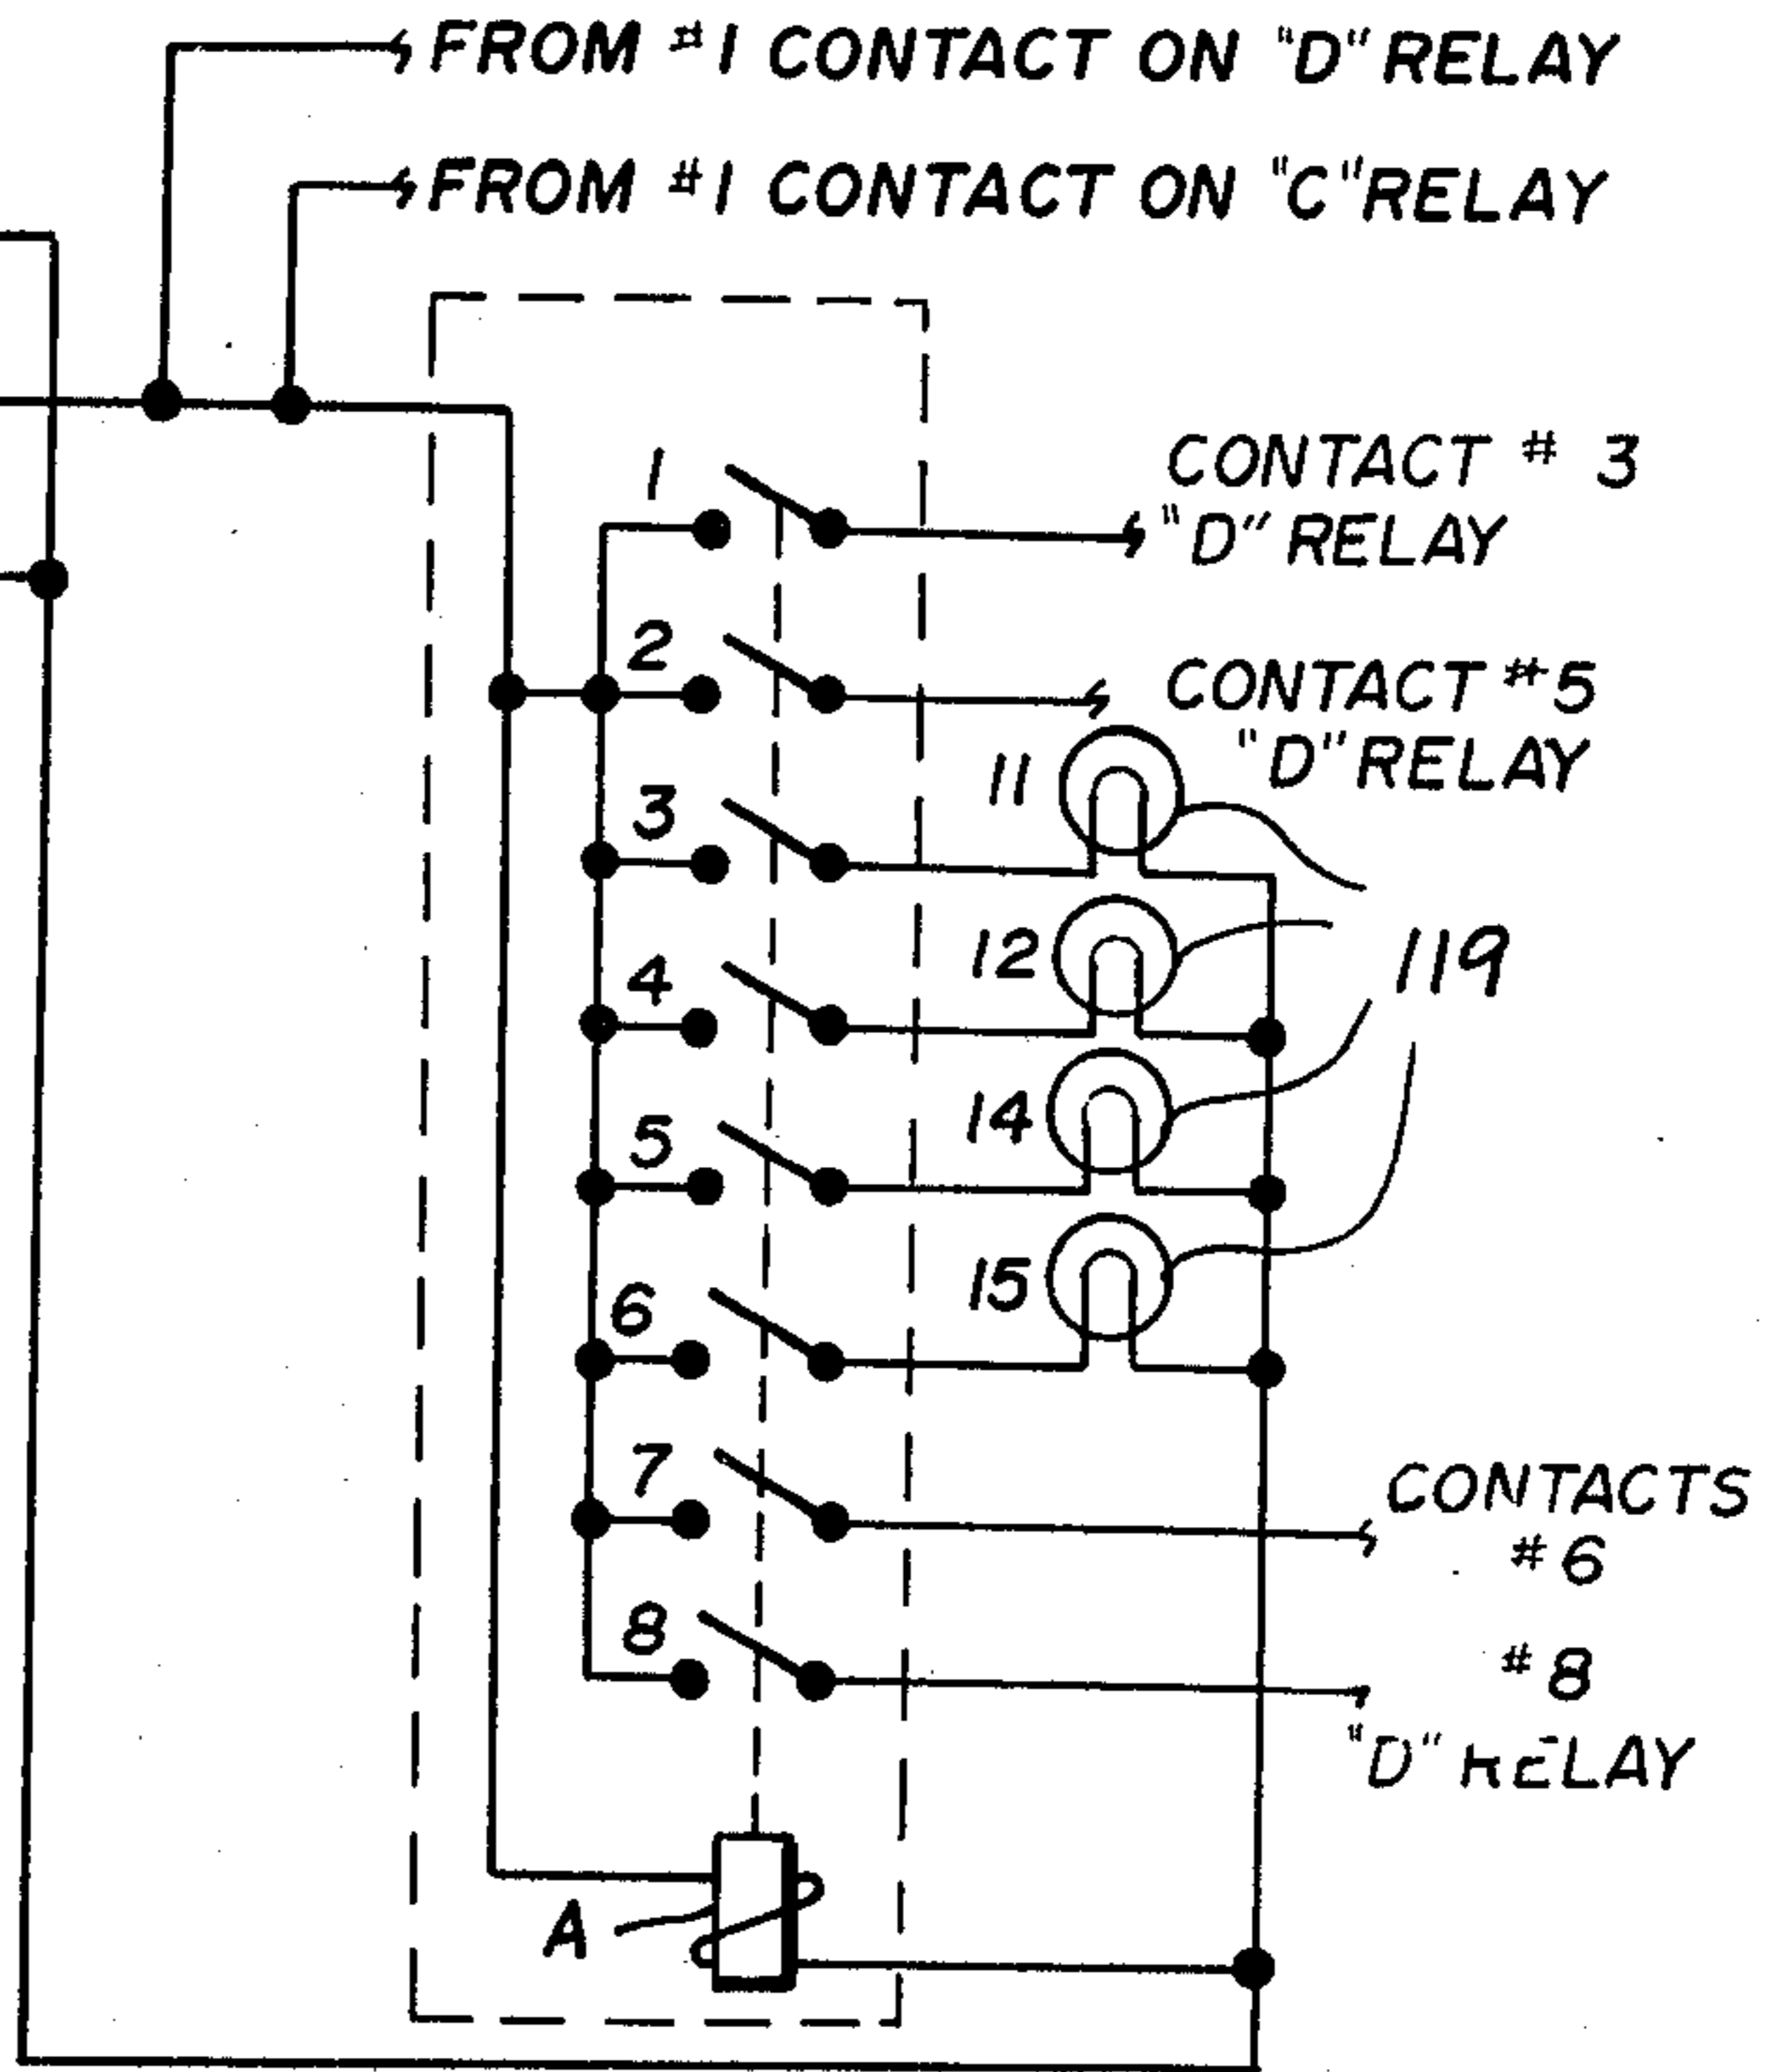 FROM #1 CONTACT ON "D" RELAY
FROM #1 CONTACT ON "C" RELAY
1
CONTACT # 3
"D" RELAY
2
CONTACT #5
"D" RELAY
11
3
12
119
4
14
5
15
6
7
CONTACTS
#6
8
#8
"D" RELAY
A